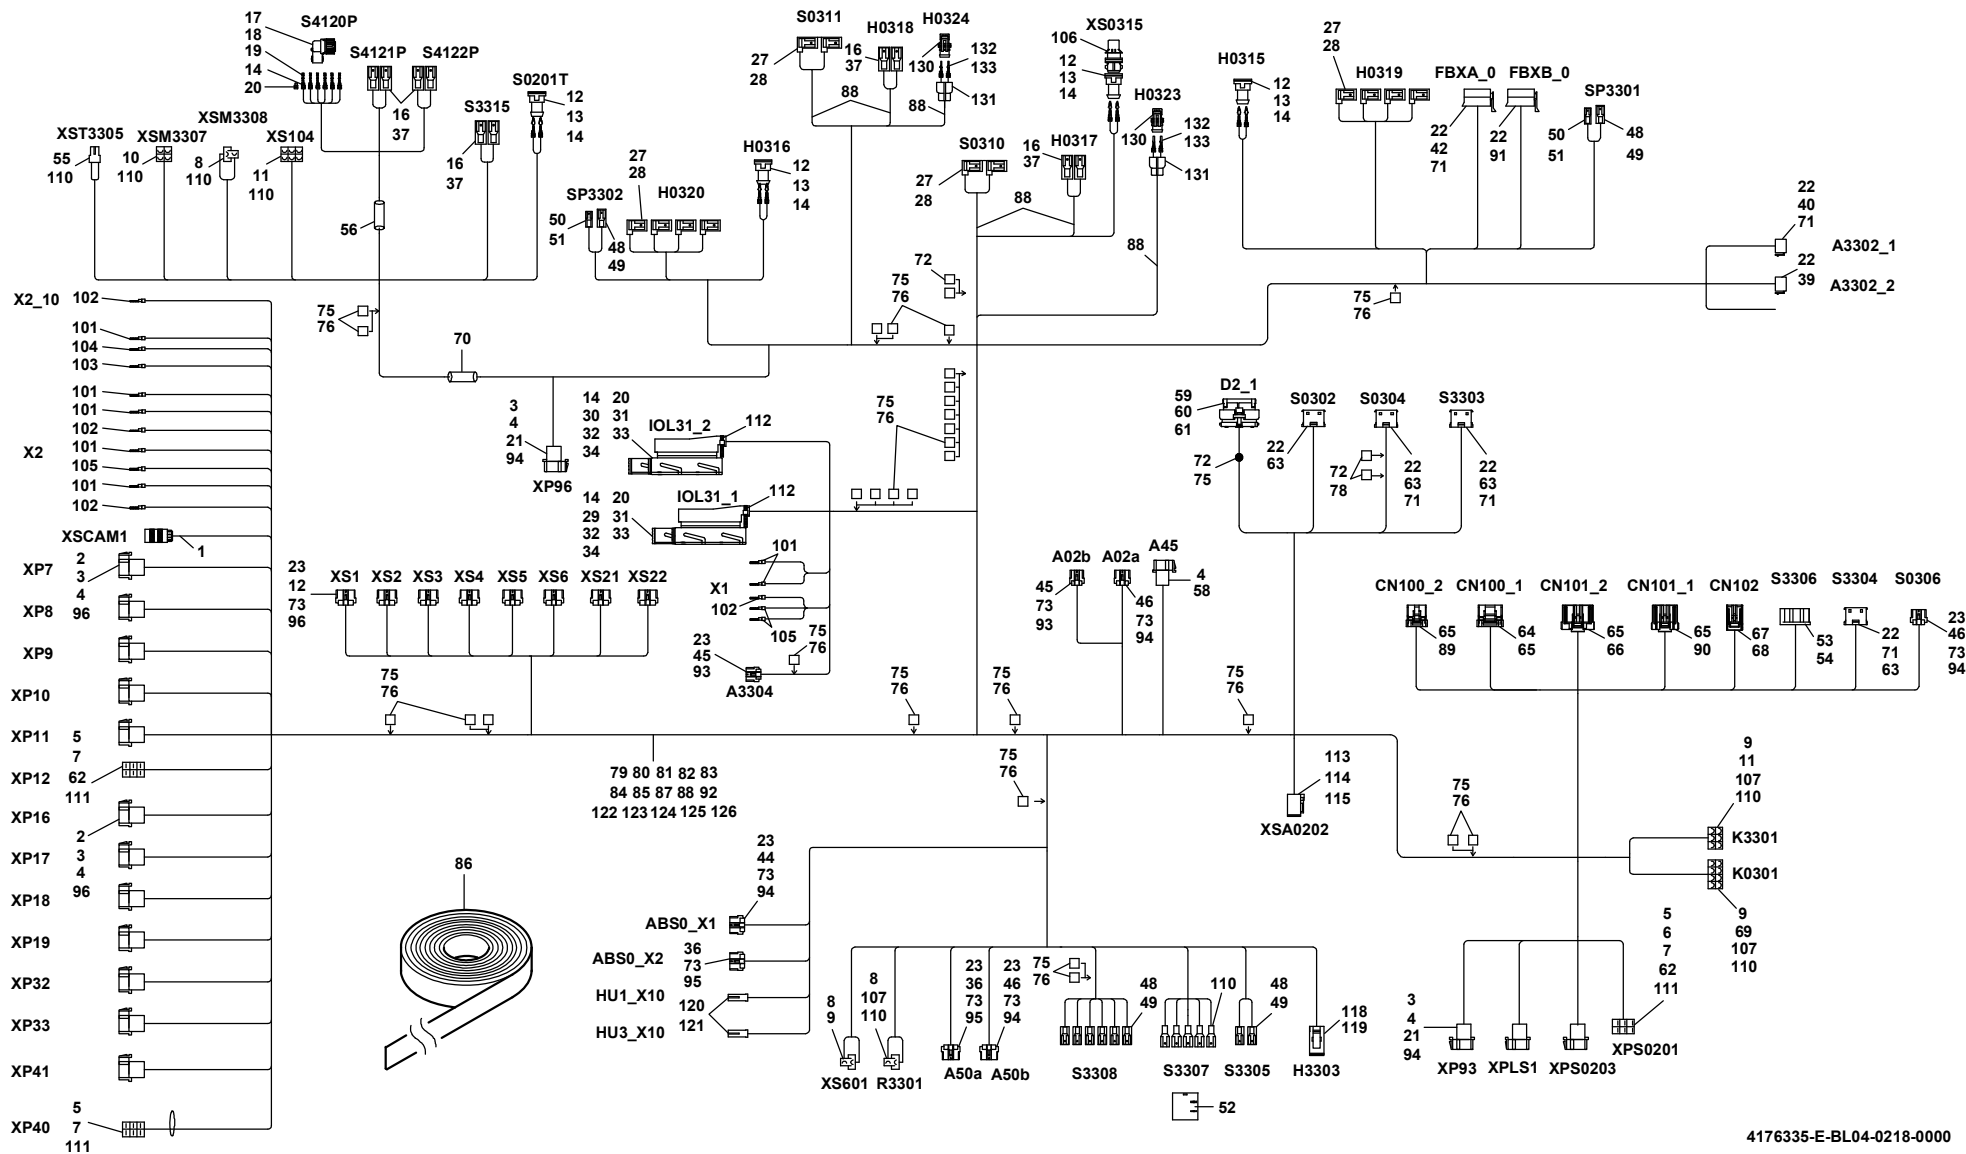 17 S4120P
18
19
14
20
S4121P S4122P
16
37
S3315
16
37
S0201T
12
13
14
XST3305
55
110
XSM3307
10
110
XSM3308
8
110
XS104
11
110
56
S0311
27
28
H0318
16
37
H0324
130
132
133
131
88
88
XS0315
106
12
13
14
H0323
130
132
133
131
S0310
27
28
H0317
16
37
88
88
H0315
12
13
14
27
28
H0319
FBXA_0
22
42
71
FBXB_0
22
91
SP3301
50
51
48
49
22
40
71
A3302_1
22
39
A3302_2
SP3302
50
51
48
49
27
28
H0320
H0316
12
13
14
X2_10 102
101
104
103
101
101
102
X2
101
105
101
102
75
76
70
72
75
76
75
76
3
4
21
94
XP96
14 20
30 31
32 33
34
IOL31_2
112
14 20
29 31
32 33
34
IOL31_1
112
75
76
D2_1
59
60
61
72
75
S0302
22
63
S0304
72
78
22
63
71
S3303
22
63
71
XSCAM1
1
XP7
2
3
4
96
XP8
XP9
XP10
XP11
XP12
5
7
62
111
XP16
2
3
4
96
XP17
XP18
XP19
XP32
XP33
XP41
XP40
5
7
111
23
12
73
96
XS1 XS2 XS3 XS4 XS5 XS6 XS21 XS22
101
X1
102
105
75
76
23
45
93
A3304
A02b
45
73
93
A02a
46
73
94
A45
4
58
CN100_2
65
89
CN100_1
64
65
CN101_2
65
66
CN101_1
65
90
CN102
67
68
S3306
53
54
S3304
22
71
63
S0306
23
46
73
94
75
76
75
76
75
76
75
76
79 80 81 82 83
84 85 87 88 92
122 123 124 125 126
75
76
113
114
115
XSA0202
75
76
9
11
107
110
K3301
K0301
9
69
107
110
86
23
44
73
94
ABS0_X1
ABS0_X2
36
73
95
HU1_X10
120
121
HU3_X10
8
9
XS601
8
107
110
R3301
23
36
73
95
A50a
23
46
73
94
A50b
75
76
48
49
S3308
110
S3307
48
49
S3305
118
119
H3303
52
3
4
21
94
XP93
XPLS1
XPS0203
5
6
7
62
111
XPS0201
4176335-E-BL04-0218-0000